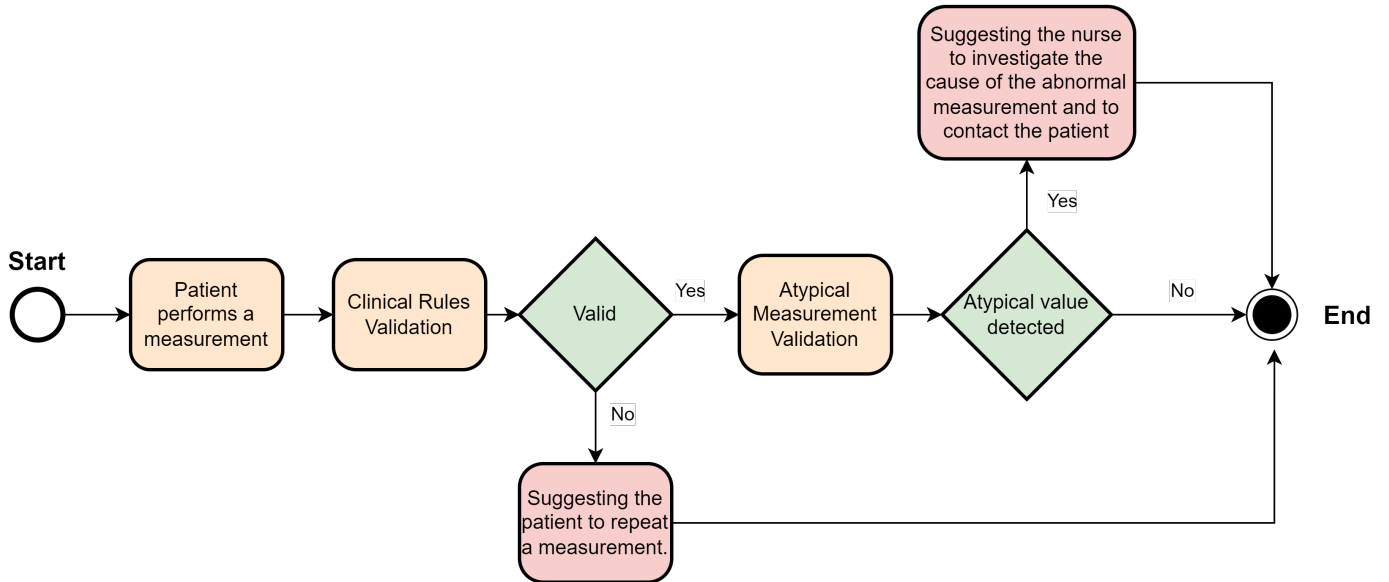 Start
Patient
performs a
measurement
Clinical Rules
Validation
Valid
Yes
No
Suggesting the
patient to repeat
a measurement.
Atypical
Measurement
Validation
Atypical value
detected
Yes
Suggesting the nurse
to investigate the
cause of the abnormal
measurement and to
contact the patient
No
End